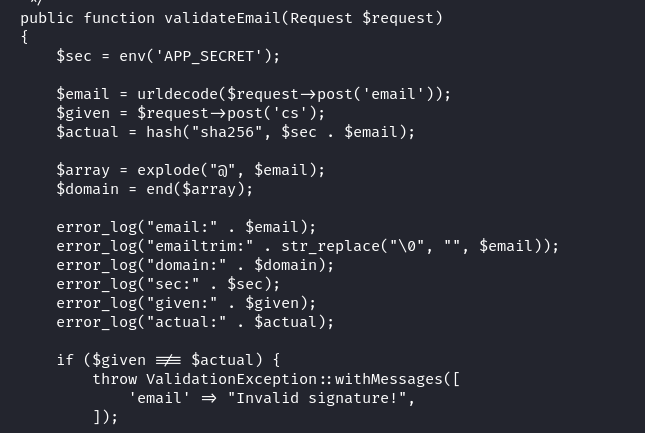 */
public function validateEmail(Request $request)
{
    $sec = env('APP_SECRET');

    $email = urldecode($request->post('email'));
    $given = $request->post('cs');
    $actual = hash("sha256", $sec . $email);

    $array = explode("@", $email);
    $domain = end($array);

    error_log("email:" . $email);
    error_log("emailtrim:" . str_replace("\0", "", $email));
    error_log("domain:" . $domain);
    error_log("sec:" . $sec);
    error_log("given:" . $given);
    error_log("actual:" . $actual);

    if ($given !== $actual) {
        throw ValidationException::withMessages([
            'email' => "Invalid signature!",
        ]);